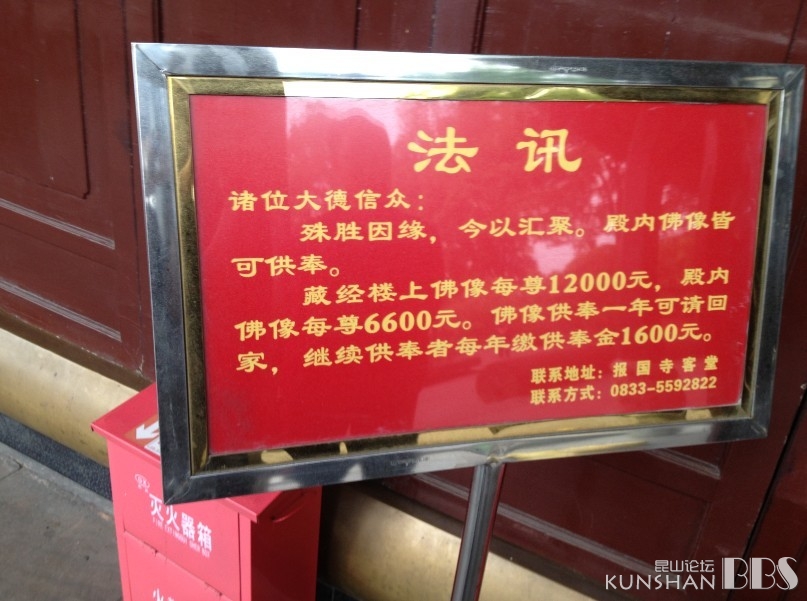 法 讯
诸位大德信众：
殊胜因缘，今以汇聚。殿内佛像皆
可供奉。
藏经楼上佛像每尊12000元，殿内
佛像每尊6600元。佛像供奉一年可请回
家，继续供奉者每年缴供奉金1600元。
联系地址：报国寺客堂
联系方式：0833-5592822
灭火器箱
昆山论坛
KUNSHAN BBS